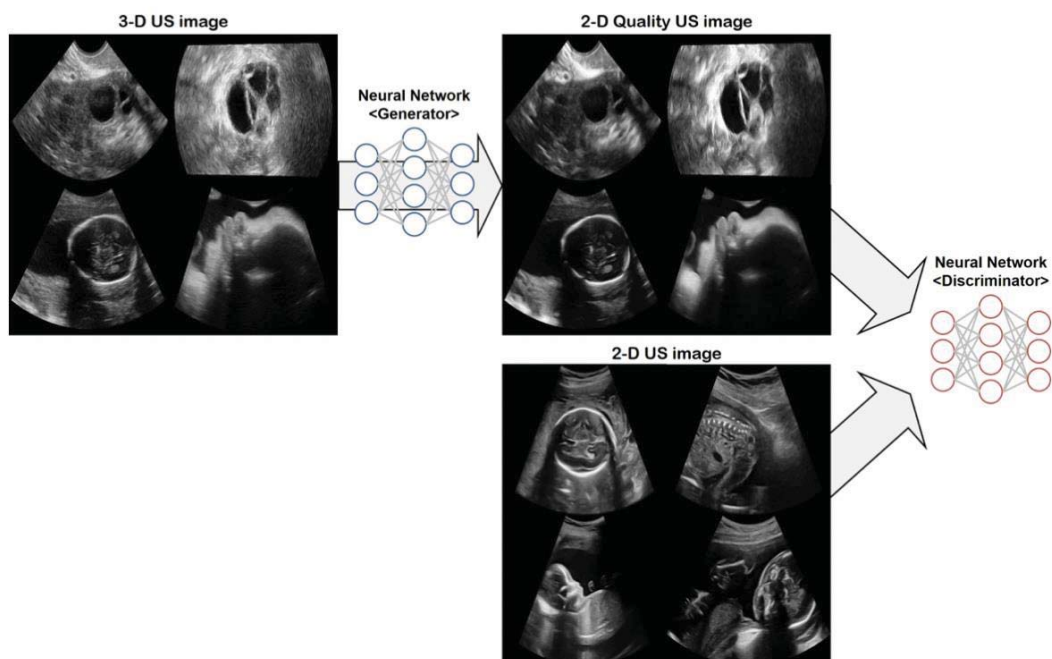 3-D US image
2-D Quality US image
Neural Network
<Generator>
Neural Network
<Discriminator>
2-D US image